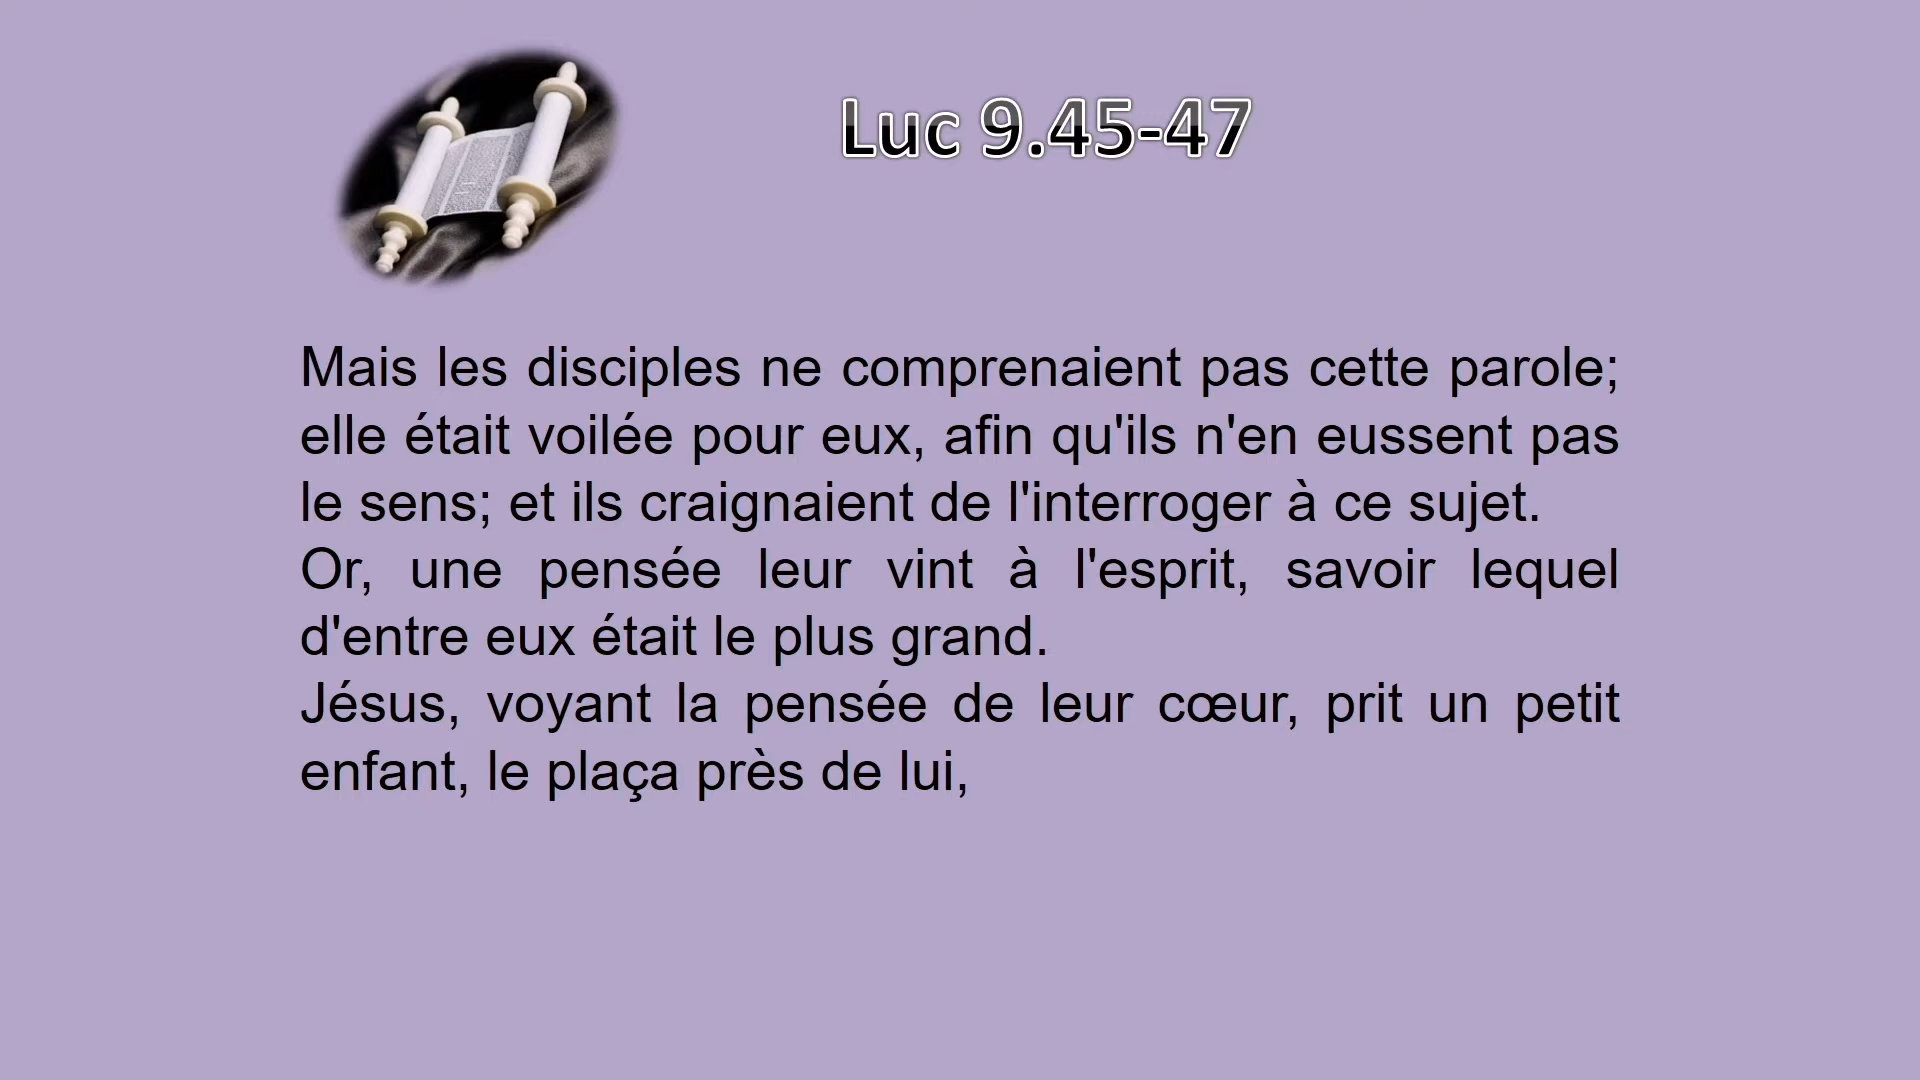 Luc 9.45-47
Mais les disciples ne comprenaient pas cette parole;
elle était voilée pour eux, afin qu'ils n'en eussent pas
le sens; et ils craignaient de l'interroger à ce sujet.
Or, une pensée leur vint à l'esprit, savoir lequel
d'entre eux était le plus grand.
Jésus, voyant la pensée de leur cœur, prit un petit
enfant, le plaça près de lui,